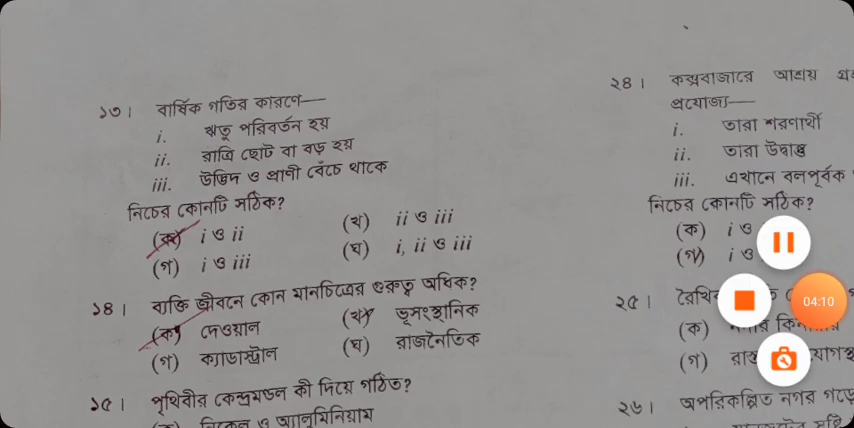 ১৩। বার্ষিক গতির কারণে—
i. ঋতু পরিবর্তন হয়
ii. রাত্রি ছোট বা বড় হয়
iii. উদ্ভিদ ও প্রাণী বেঁচে থাকে
নিচের কোনটি সঠিক?
(ক) i ও ii (খ) ii ও iii
(গ) i ও iii (ঘ) i, ii ও iii
১৪। ব্যক্তি জীবনে কোন মানচিত্রের গুরুত্ব অধিক?
(ক) দেওয়াল (খ) ভূসংস্থানিক
(গ) ক্যাডাস্ট্রাল (ঘ) রাজনৈতিক
১৫। পৃথিবীর কেন্দ্রমণ্ডল কী দিয়ে গঠিত?
নিকেল ও অ্যালুমিনিয়াম
২৪। কক্সবাজারে আশ্রয়
প্রযোজ্য—
i. তারা শরণার্থী
ii. তারা উদ্বাস্তু
iii. এখানে বলপূর্বক
নিচের কোনটি সঠিক?
(ক) i ও
(গ) i ও
২৫।
(ক)
(গ)
২৬। অপরিকল্পিত নগর
04:10